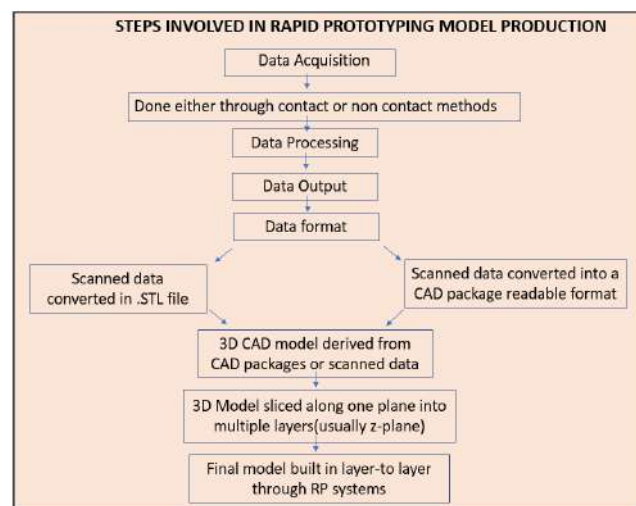 STEPS INVOLVED IN RAPID PROTOTYPING MODEL PRODUCTION
Data Acquisition
Done either through contact or non contact methods
Data Processing
Data Output
Data format
Scanned data
converted in .STL file
Scanned data converted into a
CAD package readable format
3D CAD model derived from
CAD packages or scanned data
3D Model sliced along one plane into
multiple layers(usually z-plane)
Final model built in layer-to layer
through RP systems